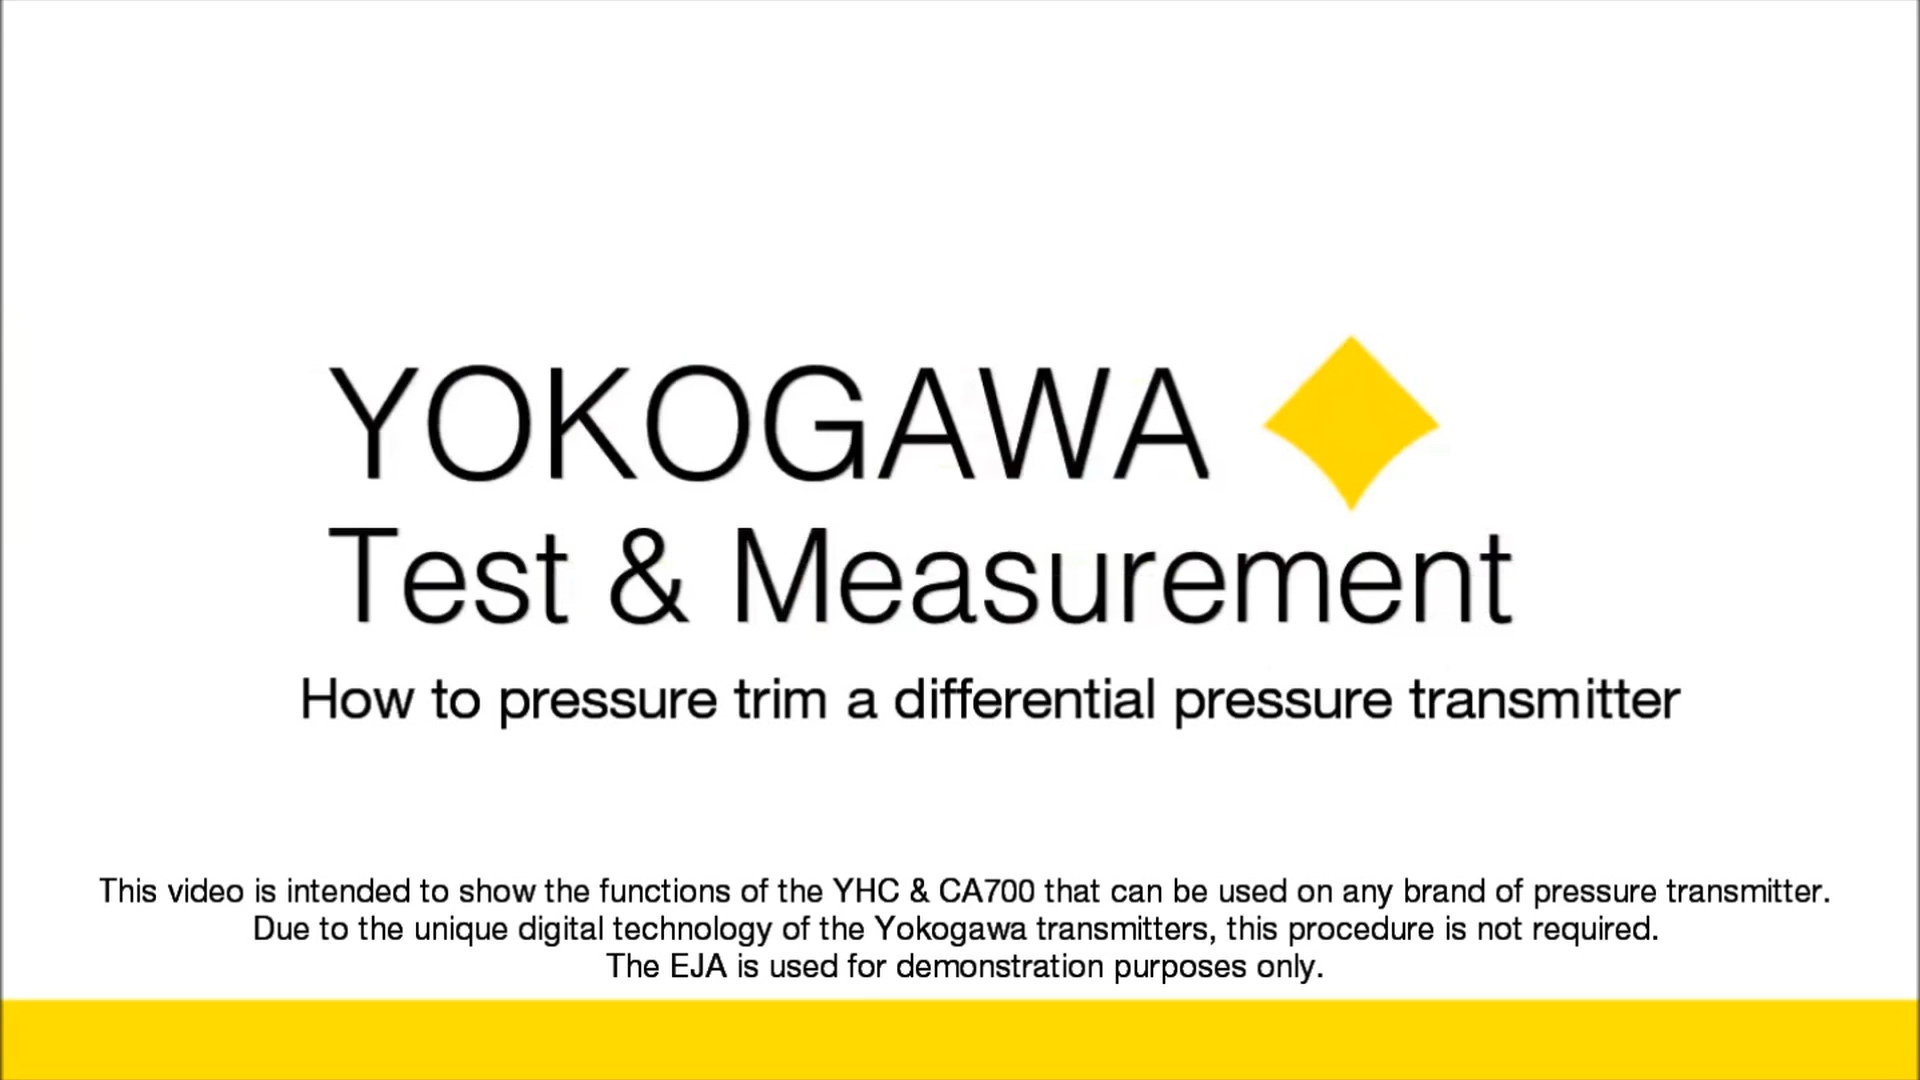 YOKOGAWA
Test & Measurement
How to pressure trim a differential pressure transmitter
This video is intended to show the functions of the YHC & CA700 that can be used on any brand of pressure transmitter.
Due to the unique digital technology of the Yokogawa transmitters, this procedure is not required.
The EJA is used for demonstration purposes only.